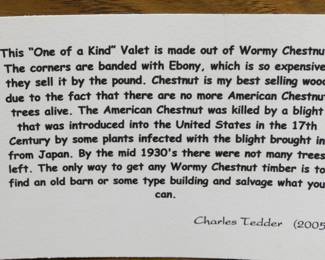 This "One of a Kind" Valet is made out of Wormy Chestnu
The corners are banded with Ebony, which is so expensive
they sell it by the pound. Chestnut is my best selling wood
due to the fact that there are no more American Chestnu
trees alive. The American Chestnut was killed by a blight
that was introduced into the United States in the 17th
Century by some plants infected with the blight brought in
from Japan. By the mid 1930's there were not many trees
left. The only way to get any Wormy Chestnut timber is to
find an old barn or some type building and salvage what you
can.
Charles Tedder (2005